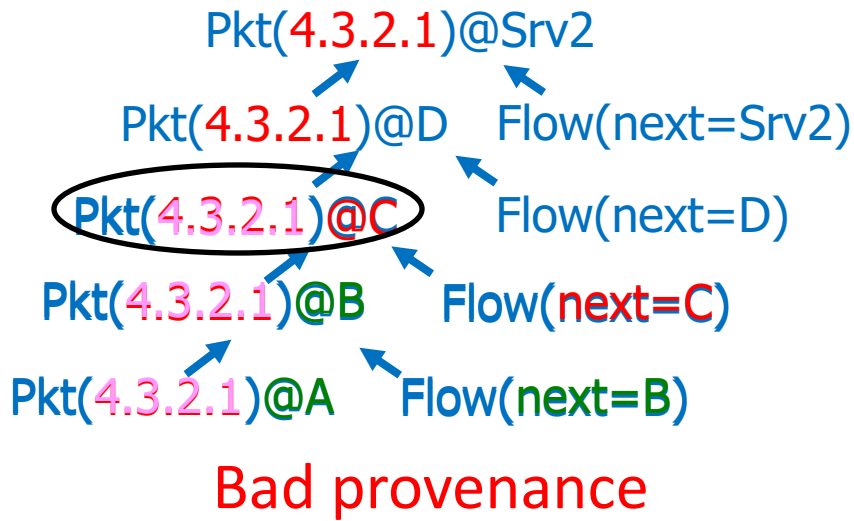 Pkt(4.3.2.1)@Srv2
Pkt(4.3.2.1)@D Flow(next=Srv2)
Pkt(4.3.2.1)@C Flow(next=D)
Pkt(4.3.2.1)@B Flow(next=C)
Pkt(4.3.2.1)@A Flow(next=B)
Bad provenance